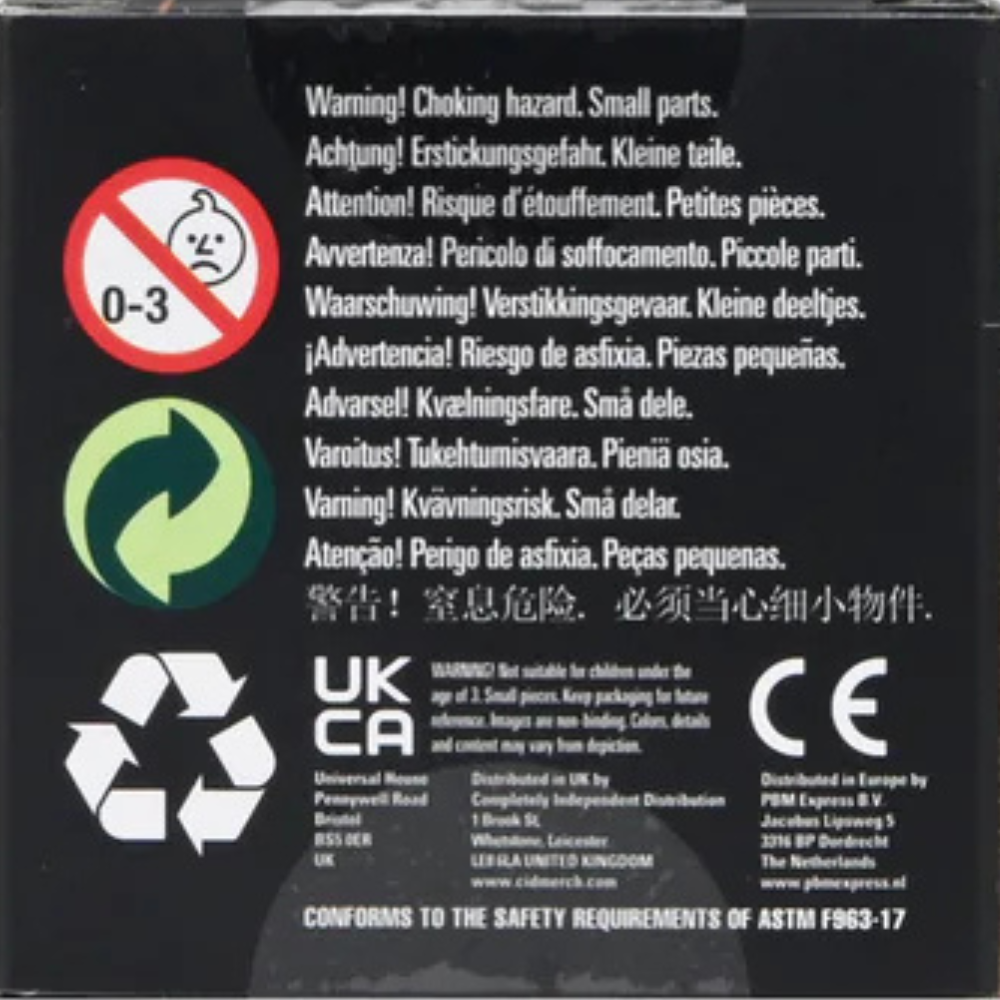 Warning! Choking hazard. Small parts.
Achtung! Erstickungsgefahr. Kleine teile.
Attention! Risque d'étouffement. Petites pièces.
Avvertenza! Pericolo di soffocamento. Piccole parti.
Waarschuwing! Verstikkingsgevaar. Kleine deeltjes.
¡Advertencia! Riesgo de asfixia. Piezas pequeñas.
Advarsel! Kvælningsfare. Små dele.
Varoitus! Tukehtumisvaara. Pieniä osia.
Varning! Kvävningsrisk. Små delar.
Atenção! Perigo de asfixia. Peças pequenas.
警告！窒息危险. 必须当心细小物件.
0-3
UK
CA
WARNING! Not suitable for children under the
age of 3. Small pieces. Keep packaging for future
reference. Images are non-binding. Colors, details
and content may vary from depiction.
CE
Universal House
Pennywell Road
Bristol
BS5 0ER
UK
Distributed in UK by
Completely Independent Distribution
1 Brook St,
Whetstone, Leicester
LE8 6LA UNITED KINGDOM
www.cidmerch.com
Distributed in Europe by
PBM Express B.V.
Jacobus Lipsweg 5
3316 BP Dordrecht
The Netherlands
www.pbmexpress.nl
CONFORMS TO THE SAFETY REQUIREMENTS OF ASTM F963-17